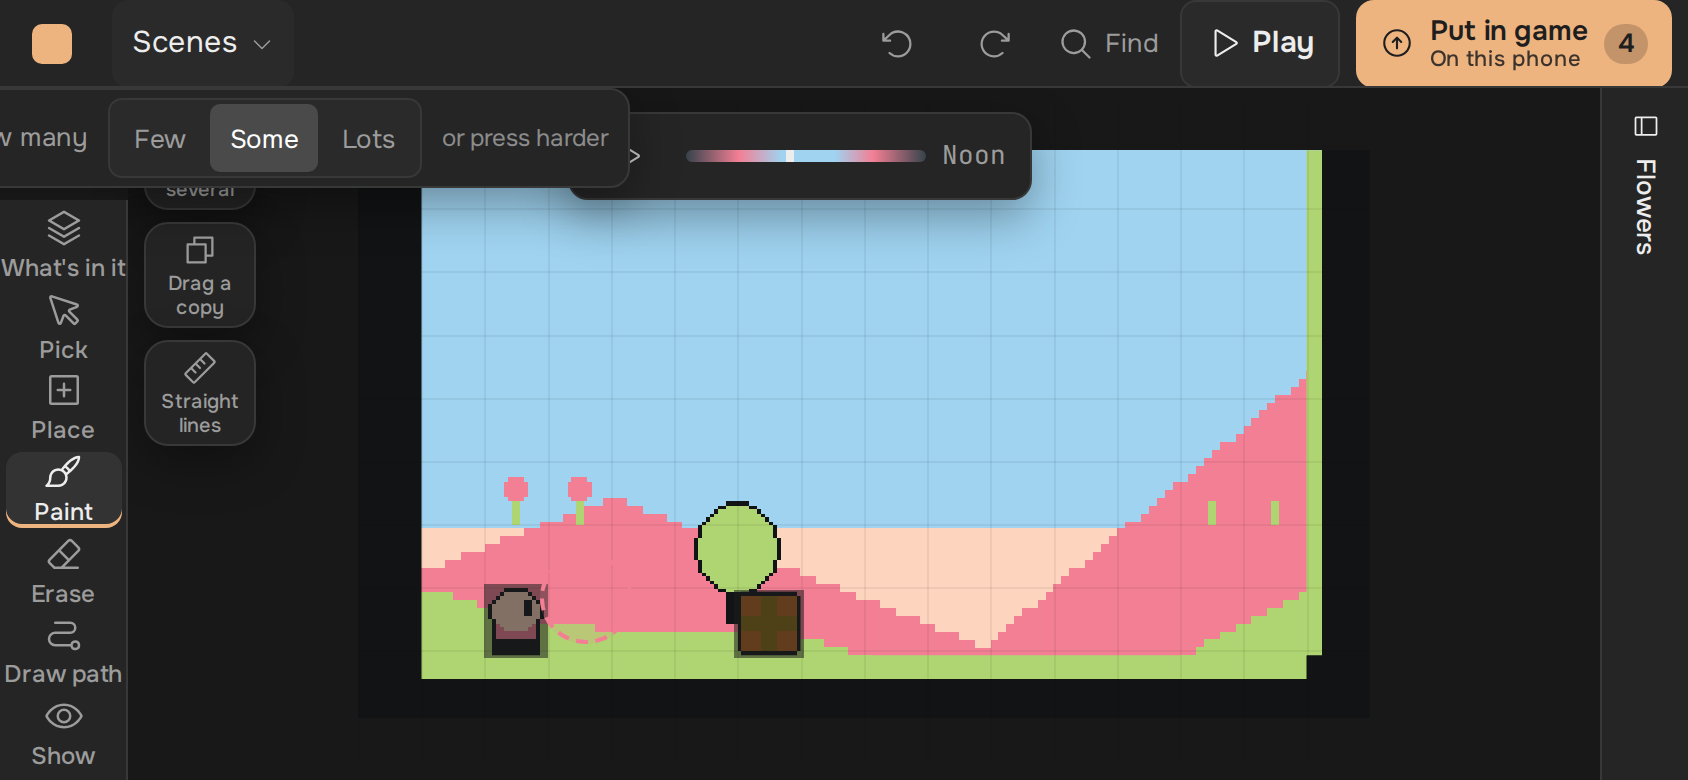 Scenes
Find
Play
Put in game
On this phone
4
many
Few
Some
Lots
or press harder
Noon
several
Flowers
What's in it
Drag a
copy
Pick
Straight
lines
Place
Paint
Erase
Draw path
Show